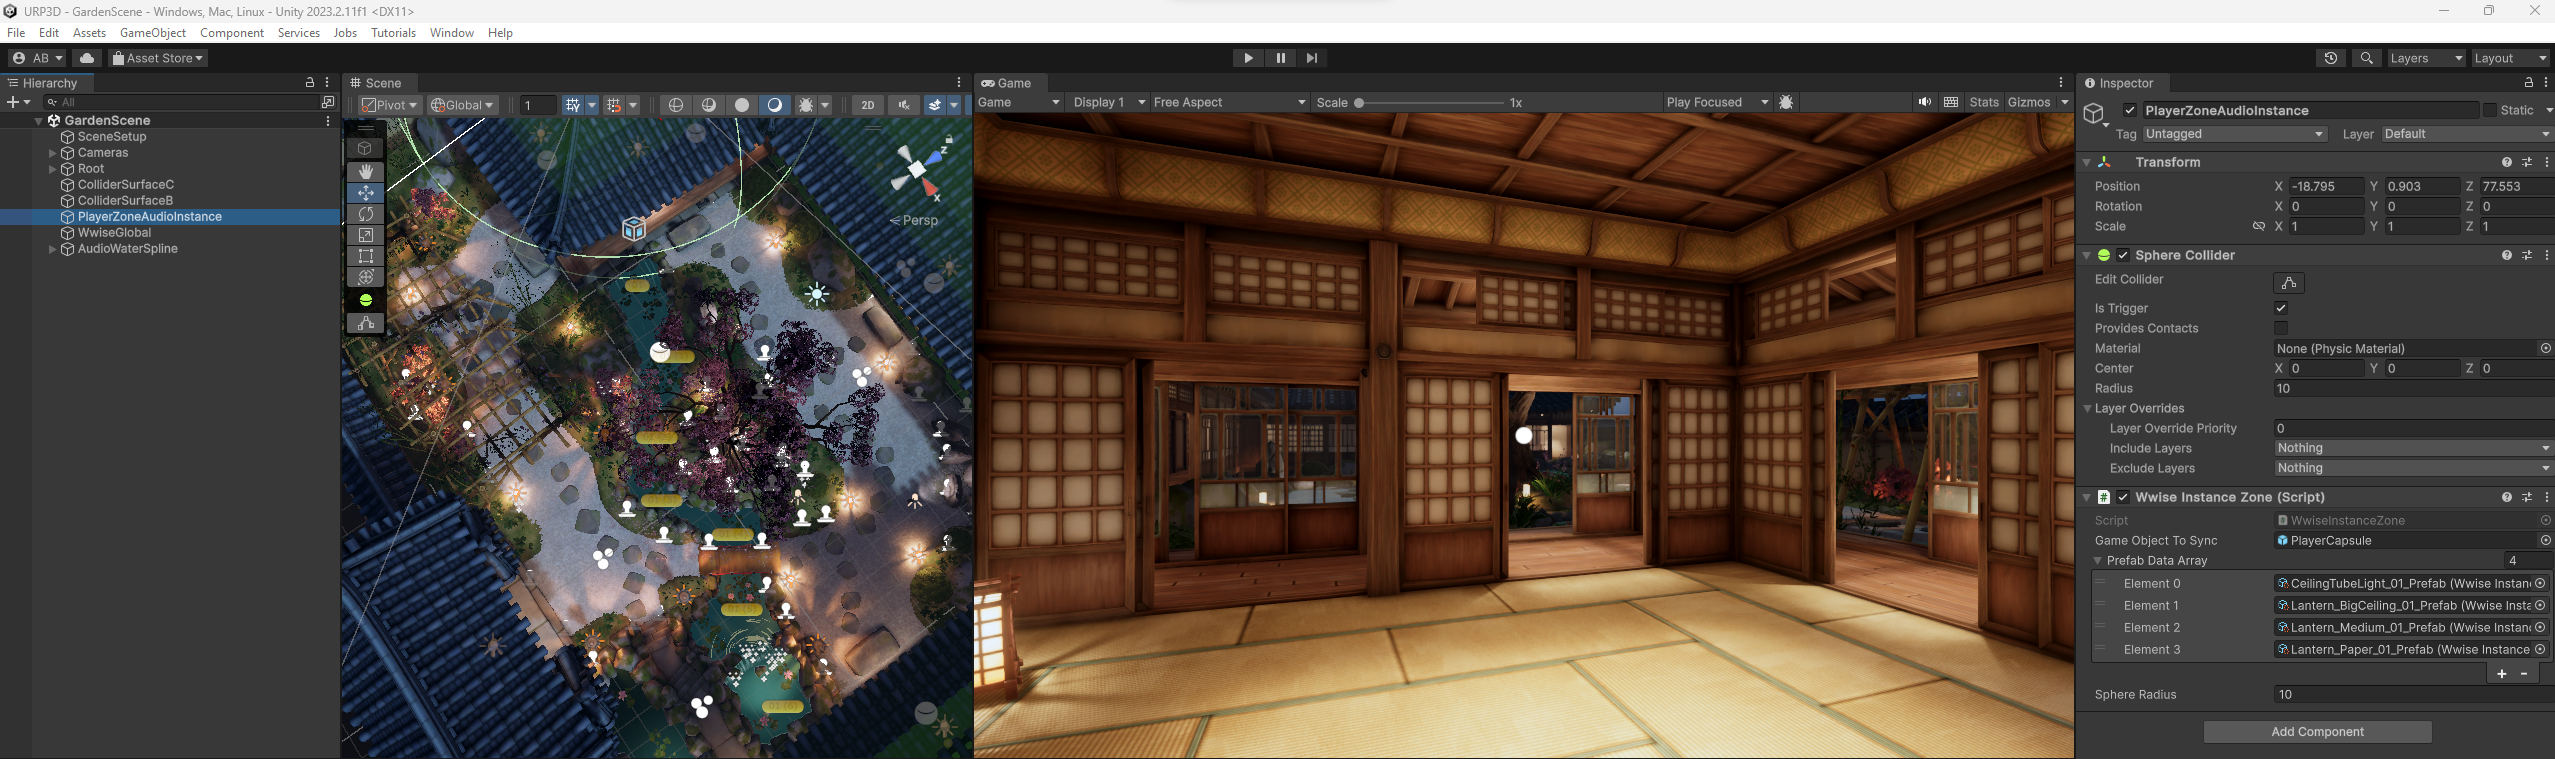 URP3D - GardenScene - Windows, Mac, Linux - Unity 2023.2.11f1 <DX11>
File Edit Assets GameObject Component Services Jobs Tutorials Window Help
AB Asset Store Layers Layout
Hierarchy
All
GardenScene
SceneSetup
Cameras
Root
ColliderSurfaceC
ColliderSurfaceB
PlayerZoneAudioInstance
WwiseGlobal
AudioWaterSpline
Scene
Pivot Global 1 2D
z
x
Persp
01 (5)
01 (6)
Game
Game Display 1 Free Aspect Scale 1x Play Focused Stats Gizmos
Inspector
PlayerZoneAudioInstance Static
Tag Untagged Layer Default
Transform
Position X -18.795 Y 0.903 Z 77.553
Rotation X 0 Y 0 Z 0
Scale X 1 Y 1 Z 1
Sphere Collider
Edit Collider
Is Trigger
Provides Contacts
Material None (Physic Material)
Center X 0 Y 0 Z 0
Radius 10
Layer Overrides
Layer Override Priority 0
Include Layers Nothing
Exclude Layers Nothing
# Wwise Instance Zone (Script)
Script WwiseInstanceZone
Game Object To Sync PlayerCapsule
Prefab Data Array 4
Element 0 CeilingTubeLight_01_Prefab (Wwise Instan
Element 1 Lantern_BigCeiling_01_Prefab (Wwise Insta
Element 2 Lantern_Medium_01_Prefab (Wwise Instan
Element 3 Lantern_Paper_01_Prefab (Wwise Instance
+ -
Sphere Radius 10
Add Component